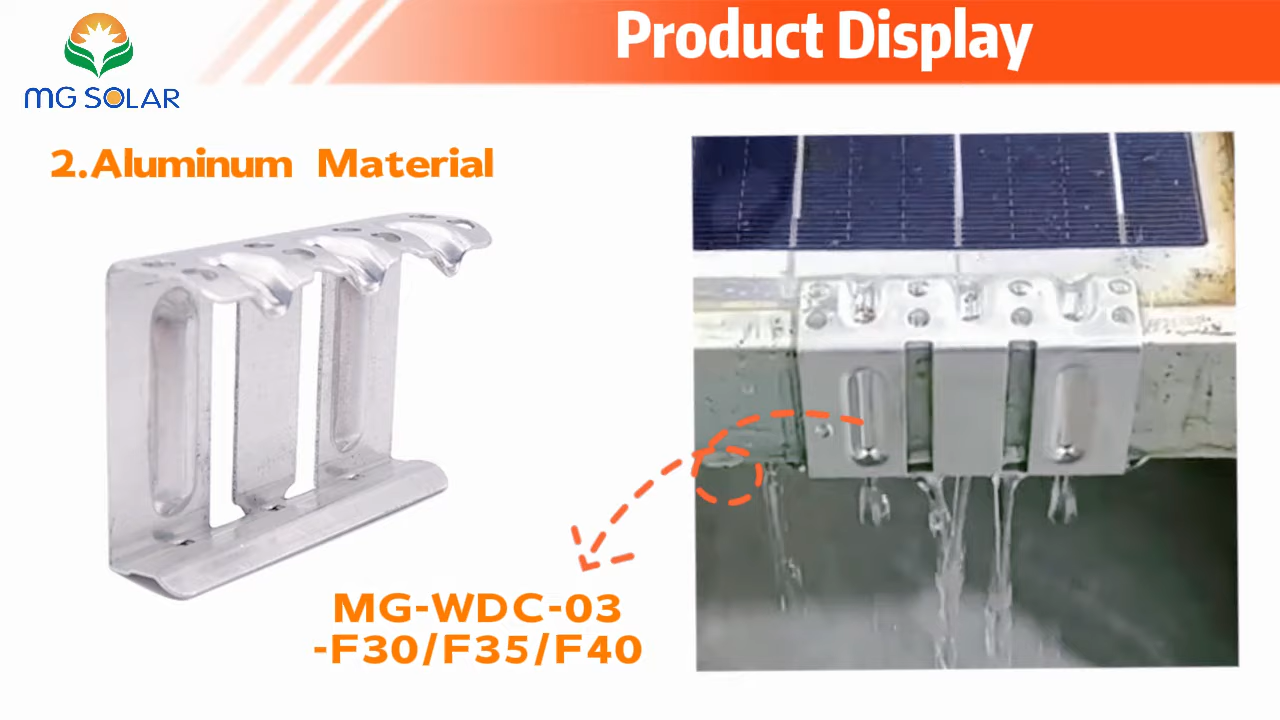 Product Display
MG SOLAR
2.Aluminum Material
MG-WDC-03
-F30/F35/F40